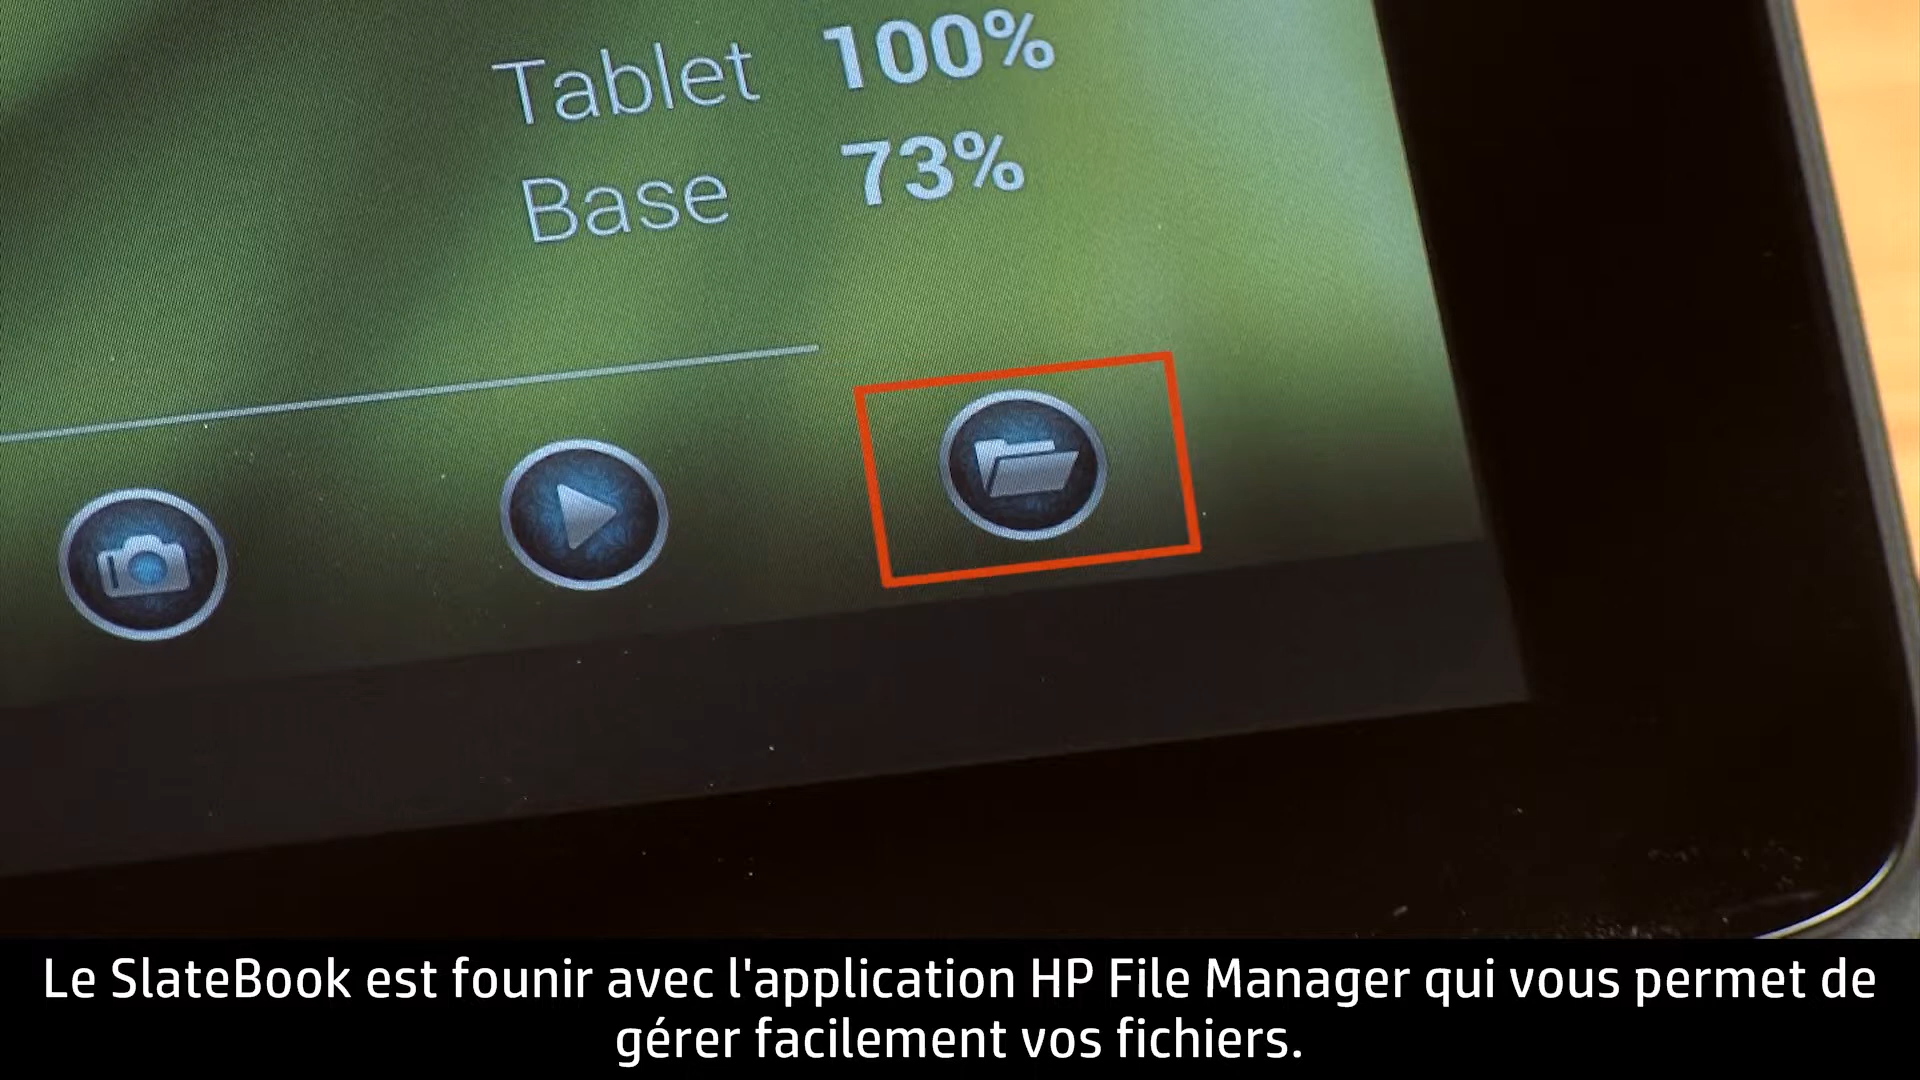 Tablet 100%
Base 73%
Le SlateBook est founir avec l'application HP File Manager qui vous permet de
gérer facilement vos fichiers.